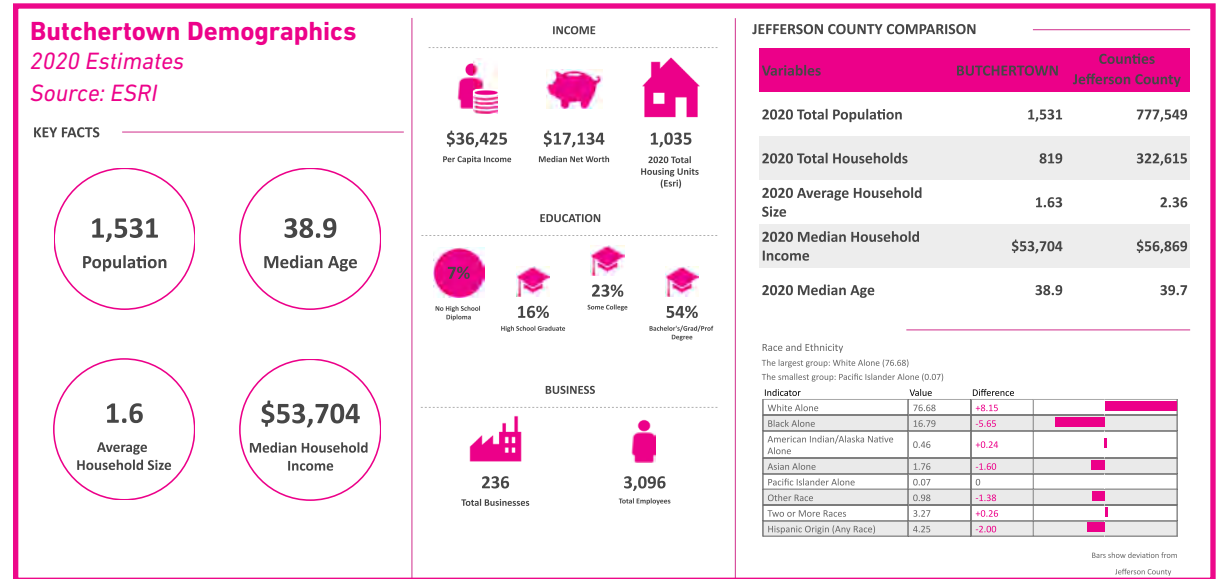 Butchertown Demographics
2020 Estimates
Source: ESRI
KEY FACTS
1,531
Population
38.9
Median Age
1.6
Average
Household Size
$53,704
Median Household
Income
INCOME
$36,425
Per Capita Income
$17,134
Median Net Worth
1,035
2020 Total
Housing Units
(Esri)
EDUCATION
7%
No High School
Diploma
16%
High School Graduate
23%
Some College
54%
Bachelor's/Grad/Prof
Degree
BUSINESS
236
Total Businesses
3,096
Total Employees
JEFFERSON COUNTY COMPARISON
Variables BUTCHERTOWN Counties
Jefferson County
2020 Total Population 1,531 777,549
2020 Total Households 819 322,615
2020 Average Household
Size 1.63 2.36
2020 Median Household
Income $53,704 $56,869
2020 Median Age 38.9 39.7
Race and Ethnicity
The largest group: White Alone (76.68)
The smallest group: Pacific Islander Alone (0.07)
Indicator Value Difference
White Alone 76.68 +8.15
Black Alone 16.79 -5.65
American Indian/Alaska Native
Alone 0.46 +0.24
Asian Alone 1.76 -1.60
Pacific Islander Alone 0.07 0
Other Race 0.98 -1.38
Two or More Races 3.27 +0.26
Hispanic Origin (Any Race) 4.25 -2.00
Bars show deviation from
Jefferson County